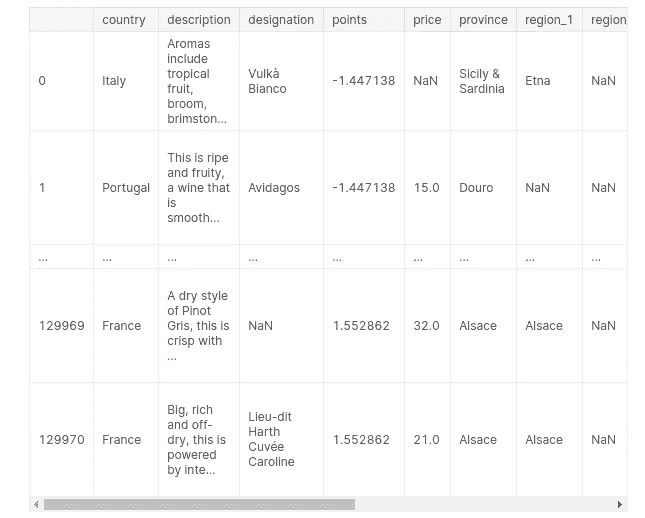 country description designation points price province region_1 region
0 Italy Aromas include tropical fruit, broom, brimston... Vulkà Bianco -1.447138 NaN Sicily & Sardinia Etna NaN
1 Portugal This is ripe and fruity, a wine that is smooth... Avidagos -1.447138 15.0 Douro NaN NaN
... ... ... ... ... ... ... ... ...
129969 France A dry style of Pinot Gris, this is crisp with ... NaN 1.552862 32.0 Alsace Alsace NaN
129970 France Big, rich and off-dry, this is powered by inte... Lieu-dit Harth Cuvée Caroline 1.552862 21.0 Alsace Alsace NaN